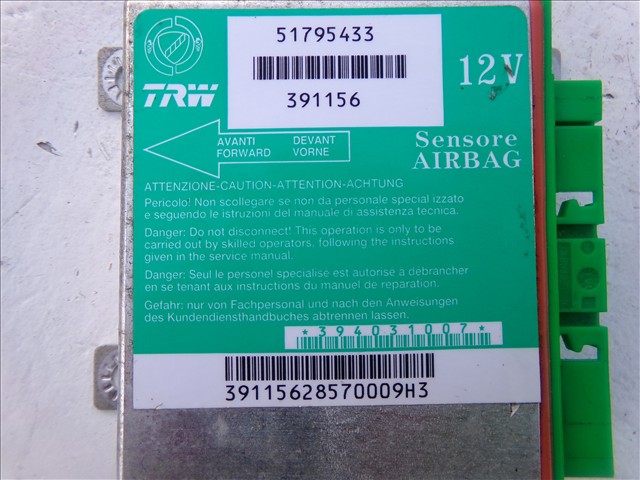 51795433
391156
12V
TRW
AVANTI DEVANT
FORWARD VORNE
Sensore
AIRBAG
ATTENZIONE-CAUTION-ATTENTION-ACHTUNG
Pericolo! Non scollegare se non da personale special izzato
e seguendo le istruzioni del manuale di assistenza tecnica.
Danger: Do not disconnect! This operation is only to be
carried out by skilled operators. following the instructions
given in the service manual.
Danger: Seul le personel specialise est autorise à debrancher
en se tenant aux instructions du manuel de reparation.
Gefahr: nur von Fachpersonal und nach den Anweisungen
des Kundendiensthandbuches abtrennen lassen.
*394031007*
39115628570009H3